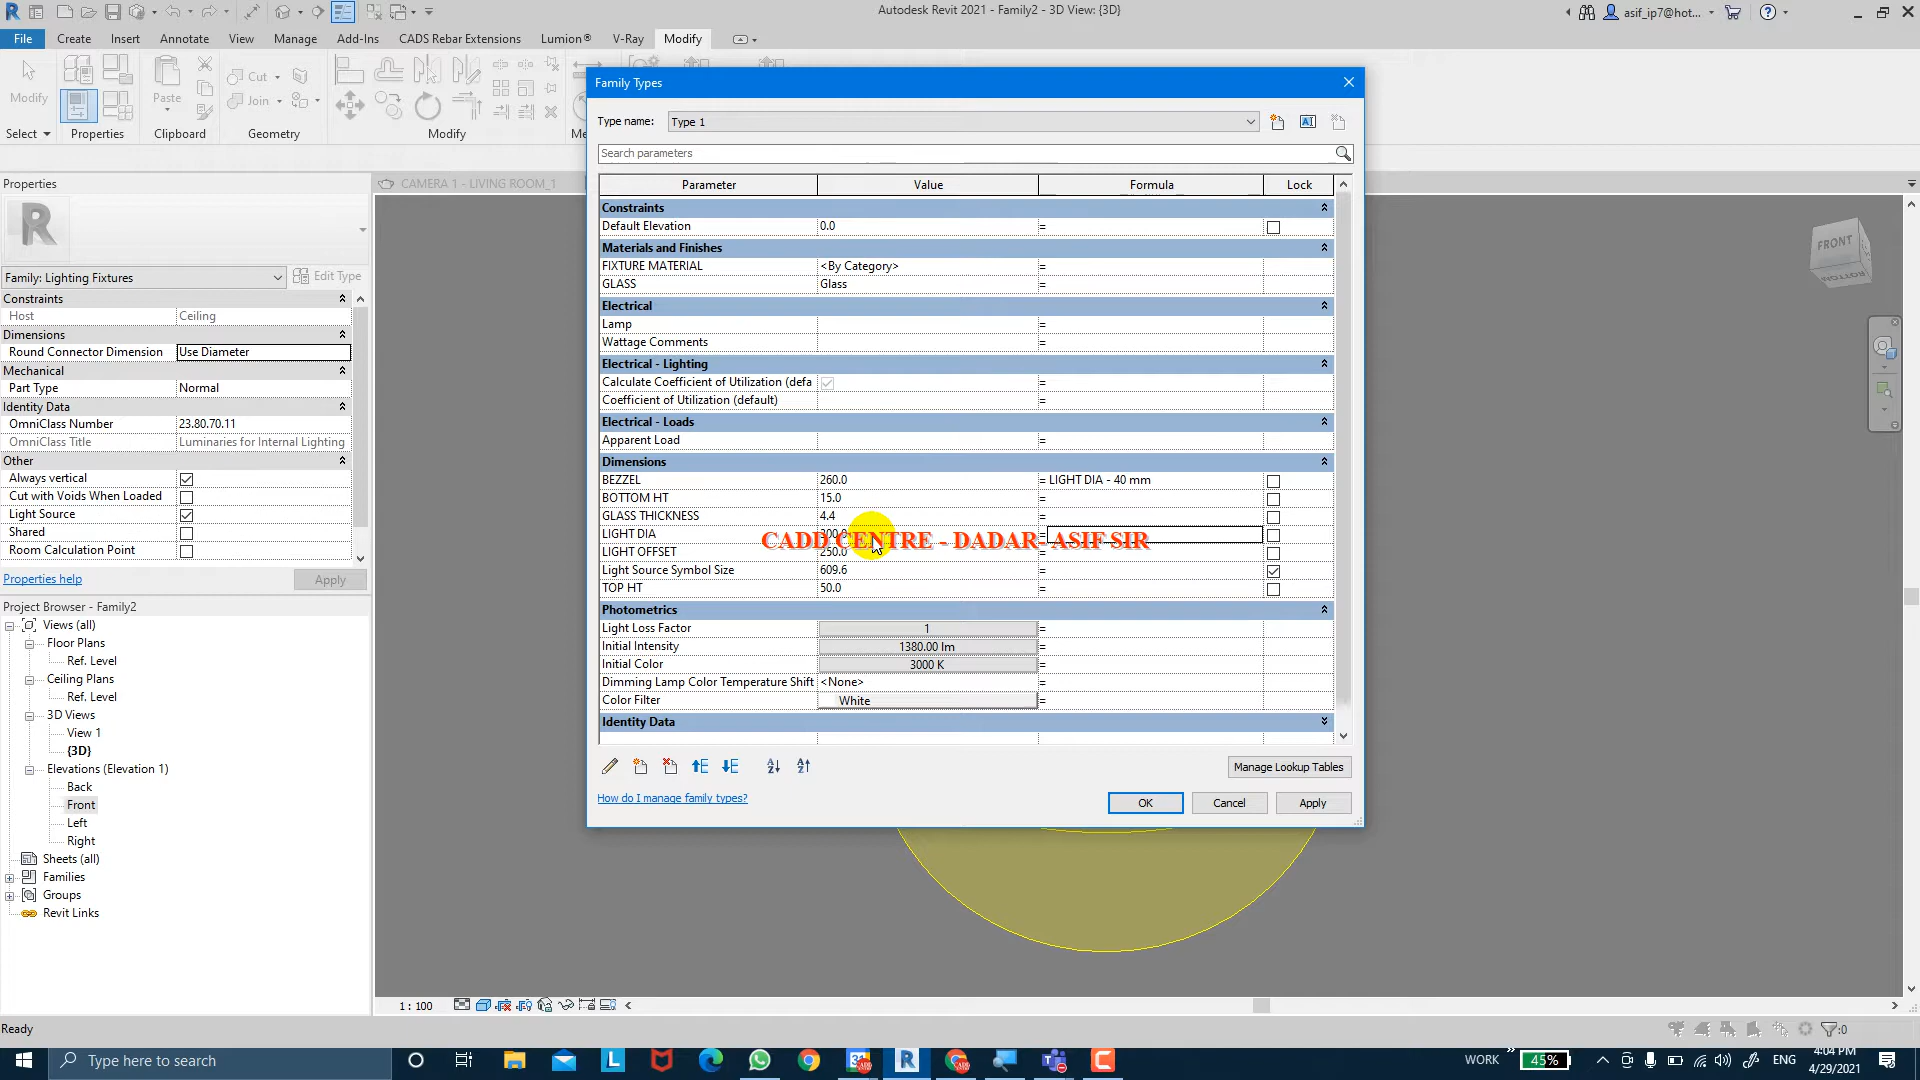 Autodesk Revit 2021 - Family2 - 3D View: {3D}
asif_ip7@hot...
File Create Insert Annotate View Manage Add-Ins CADS Rebar Extensions Lumion® V-Ray Modify
Modify Paste Cut Join
Select Properties Clipboard Geometry Modify
Properties
CAMERA 1 - LIVING ROOM_1
Family: Lighting Fixtures Edit Type
Constraints
Host Ceiling
Dimensions
Round Connector Dimension Use Diameter
Mechanical
Part Type Normal
Identity Data
OmniClass Number 23.80.70.11
OmniClass Title Luminaries for Internal Lighting
Other
Always vertical
Cut with Voids When Loaded
Light Source
Shared
Room Calculation Point
Properties help Apply
Project Browser - Family2
Views (all)
Floor Plans
Ref. Level
Ceiling Plans
Ref. Level
3D Views
View 1
{3D}
Elevations (Elevation 1)
Back
Front
Left
Right
Sheets (all)
Families
Groups
Revit Links
Family Types
Type name: Type 1
Search parameters
Parameter Value Formula Lock
Constraints
Default Elevation 0.0 =
Materials and Finishes
FIXTURE MATERIAL <By Category> =
GLASS Glass =
Electrical
Lamp =
Wattage Comments =
Electrical - Lighting
Calculate Coefficient of Utilization (defa =
Coefficient of Utilization (default) =
Electrical - Loads
Apparent Load =
Dimensions
BEZZEL 260.0 = LIGHT DIA - 40 mm
BOTTOM HT 15.0 =
GLASS THICKNESS 4.4 =
LIGHT DIA 300.0 =
CADD CENTRE - DADAR- ASIF SIR
LIGHT OFFSET 250.0 =
Light Source Symbol Size 609.6 =
TOP HT 50.0 =
Photometrics
Light Loss Factor 1 =
Initial Intensity 1380.00 lm =
Initial Color 3000 K =
Dimming Lamp Color Temperature Shift <None> =
Color Filter White =
Identity Data
Manage Lookup Tables
How do I manage family types?
OK Cancel Apply
FRONT
BOTTOM
1 : 100
Ready
:0
Type here to search
WORK 45% ENG
4:04 PM
4/29/2021